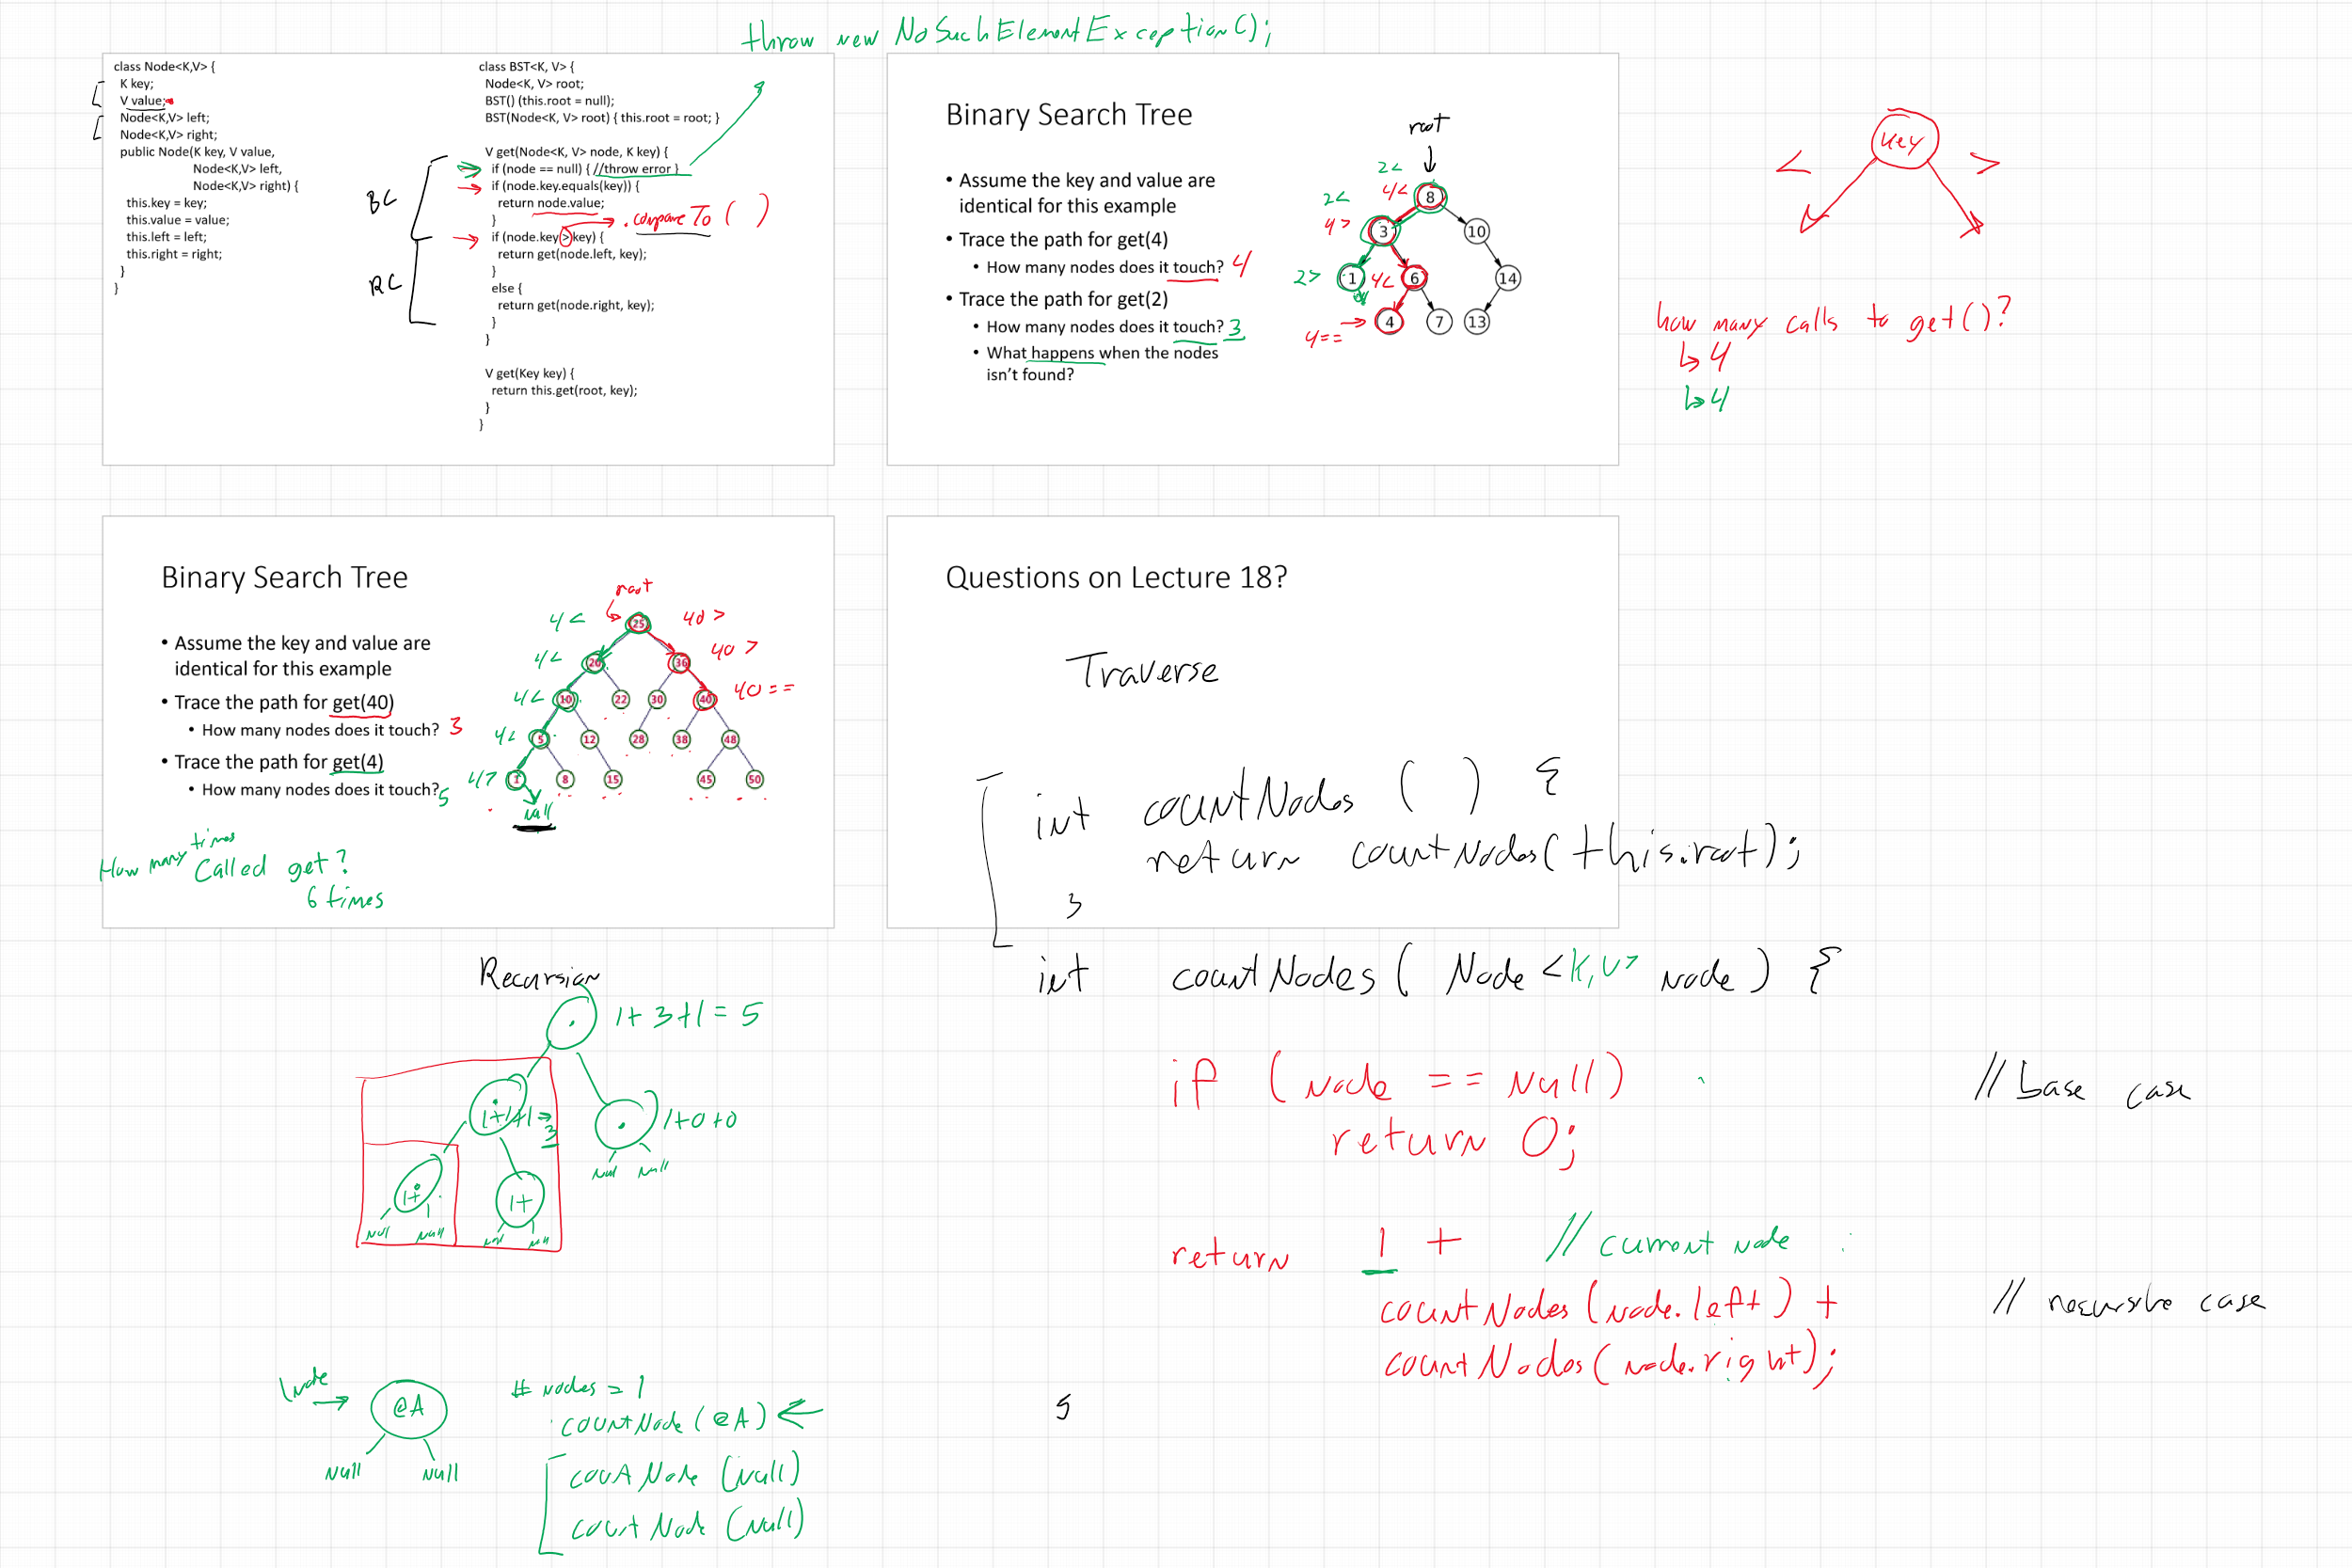 throw new NoSuchElementException();
class Node<K,V> {
K key;
V value;
Node<K,V> left;
Node<K,V> right;
public Node(K key, V value,
Node<K,V> left,
Node<K,V> right) {
this.key = key;
this.value = value;
this.left = left;
this.right = right;
}
}
class BST<K, V> {
Node<K, V> root;
BST() {this.root = null};
BST(Node<K, V> root) { this.root = root; }
V get(Node<K, V> node, K key) {
if (node == null) { //throw error }
if (node.key.equals(key)) {
return node.value;
}
.compareTo ( )
if (node.key > key) {
return get(node.left, key);
}
else {
return get(node.right, key);
}
}
V get(Key key) {
return this.get(root, key);
}
}
BC
RC
Binary Search Tree
• Assume the key and value are
identical for this example
• Trace the path for get(4)
• How many nodes does it touch? 4
• Trace the path for get(2)
• How many nodes does it touch? 3
• What happens when the nodes
isn't found?
root
2<
4<
8
2<
4>
3
10
2>
1
4<
6
14
4
7
13
4==
key
<
>
how many calls to get()?
↳ 4
↳ 4
Binary Search Tree
• Assume the key and value are
identical for this example
• Trace the path for get(40)
• How many nodes does it touch? 3
• Trace the path for get(4)
• How many nodes does it touch? 5
root
4<
25
40>
4<
20
36
40>
4<
10
22
30
40
40==
4<
5
12
28
38
48
4>
1
8
15
45
50
null
How many times
called get?
6 times
Questions on Lecture 18?
Traverse
int countNodes ( ) {
return countNodes(this.root);
}
int countNodes ( Node <K,V> node ) {
if (node == null) // base case
return 0;
return 1 + // current node
countNodes (node.left) + // recursive case
countNodes (node.right);
}
Recursion
1+3+1=5
1+1+1=3
1+0+0
null null
1+
1+
null null
null null
node →
@A
null null
# nodes = 1
countNode (@A) ←
countNode (null)
countNode (null)